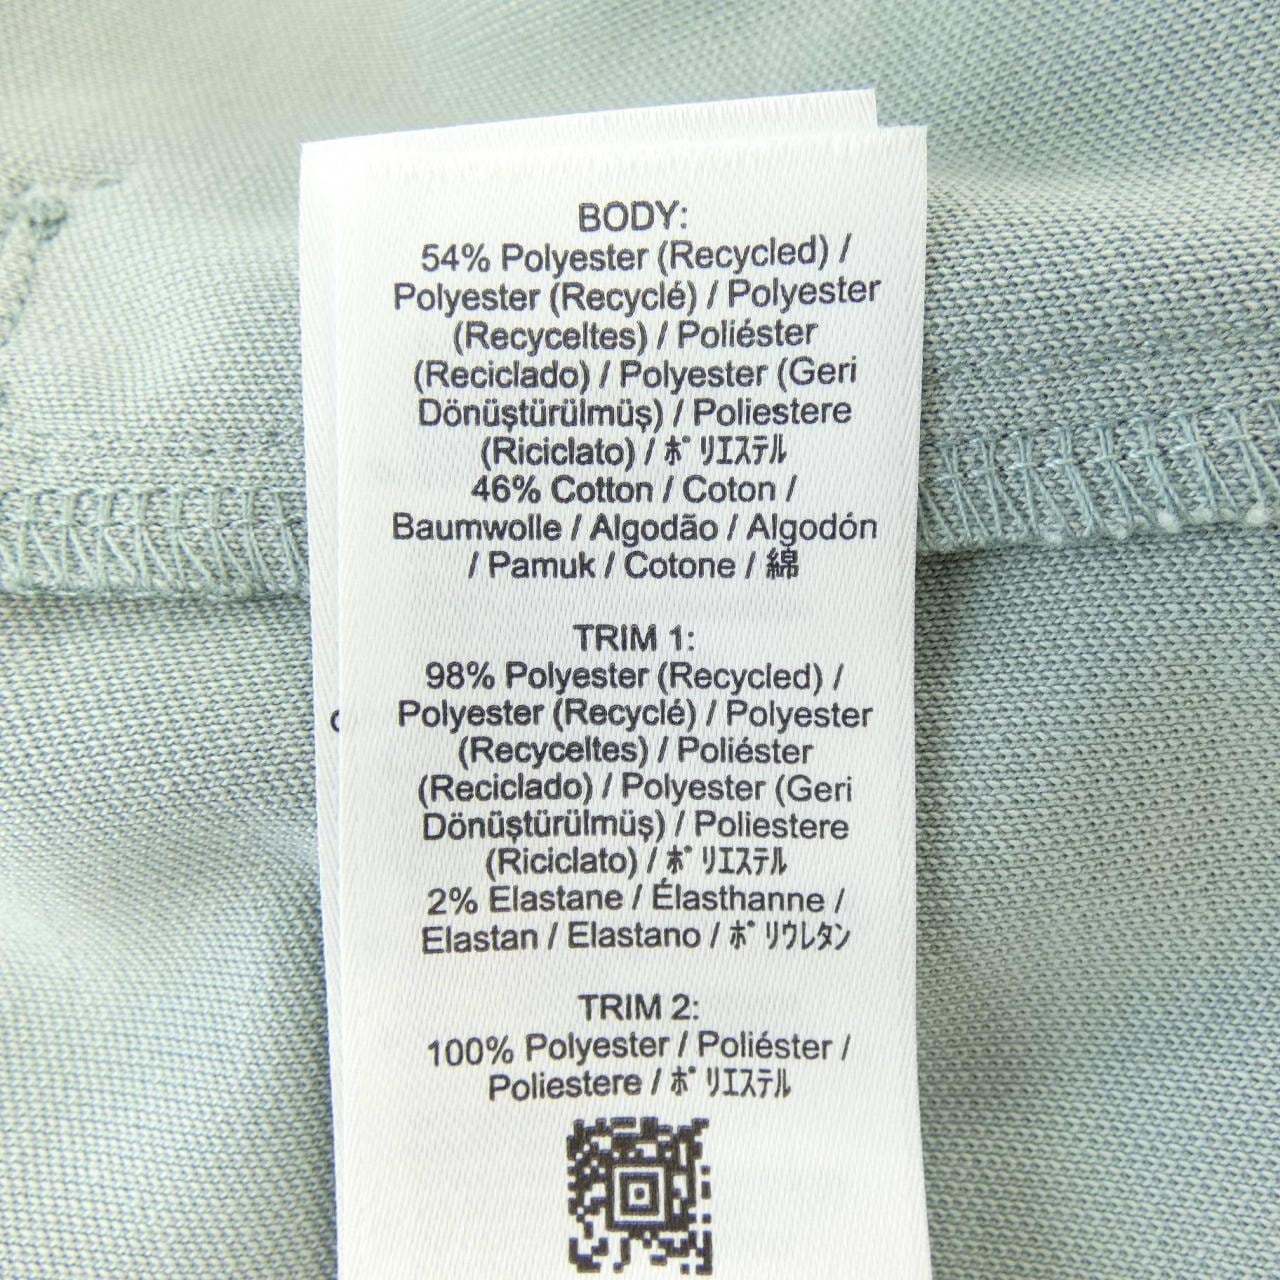 BODY:
54% Polyester (Recycled) /
Polyester (Recyclé) / Polyester
(Recyceltes) / Poliéster
(Reciclado) / Polyester (Geri
Dönüştürülmüş) / Poliestere
(Riciclato) / ﾎﾟﾘｴｽﾃﾙ
46% Cotton / Coton /
Baumwolle / Algodão / Algodón
/ Pamuk / Cotone / 綿
TRIM 1:
98% Polyester (Recycled) /
Polyester (Recyclé) / Polyester
(Recyceltes) / Poliéster
(Reciclado) / Polyester (Geri
Dönüştürülmüş) / Poliestere
(Riciclato) / ﾎﾟﾘｴｽﾃﾙ
2% Elastane / Élasthanne /
Elastan / Elastano / ﾎﾟﾘｳﾚﾀﾝ
TRIM 2:
100% Polyester / Poliéster /
Poliestere / ﾎﾟﾘｴｽﾃﾙ